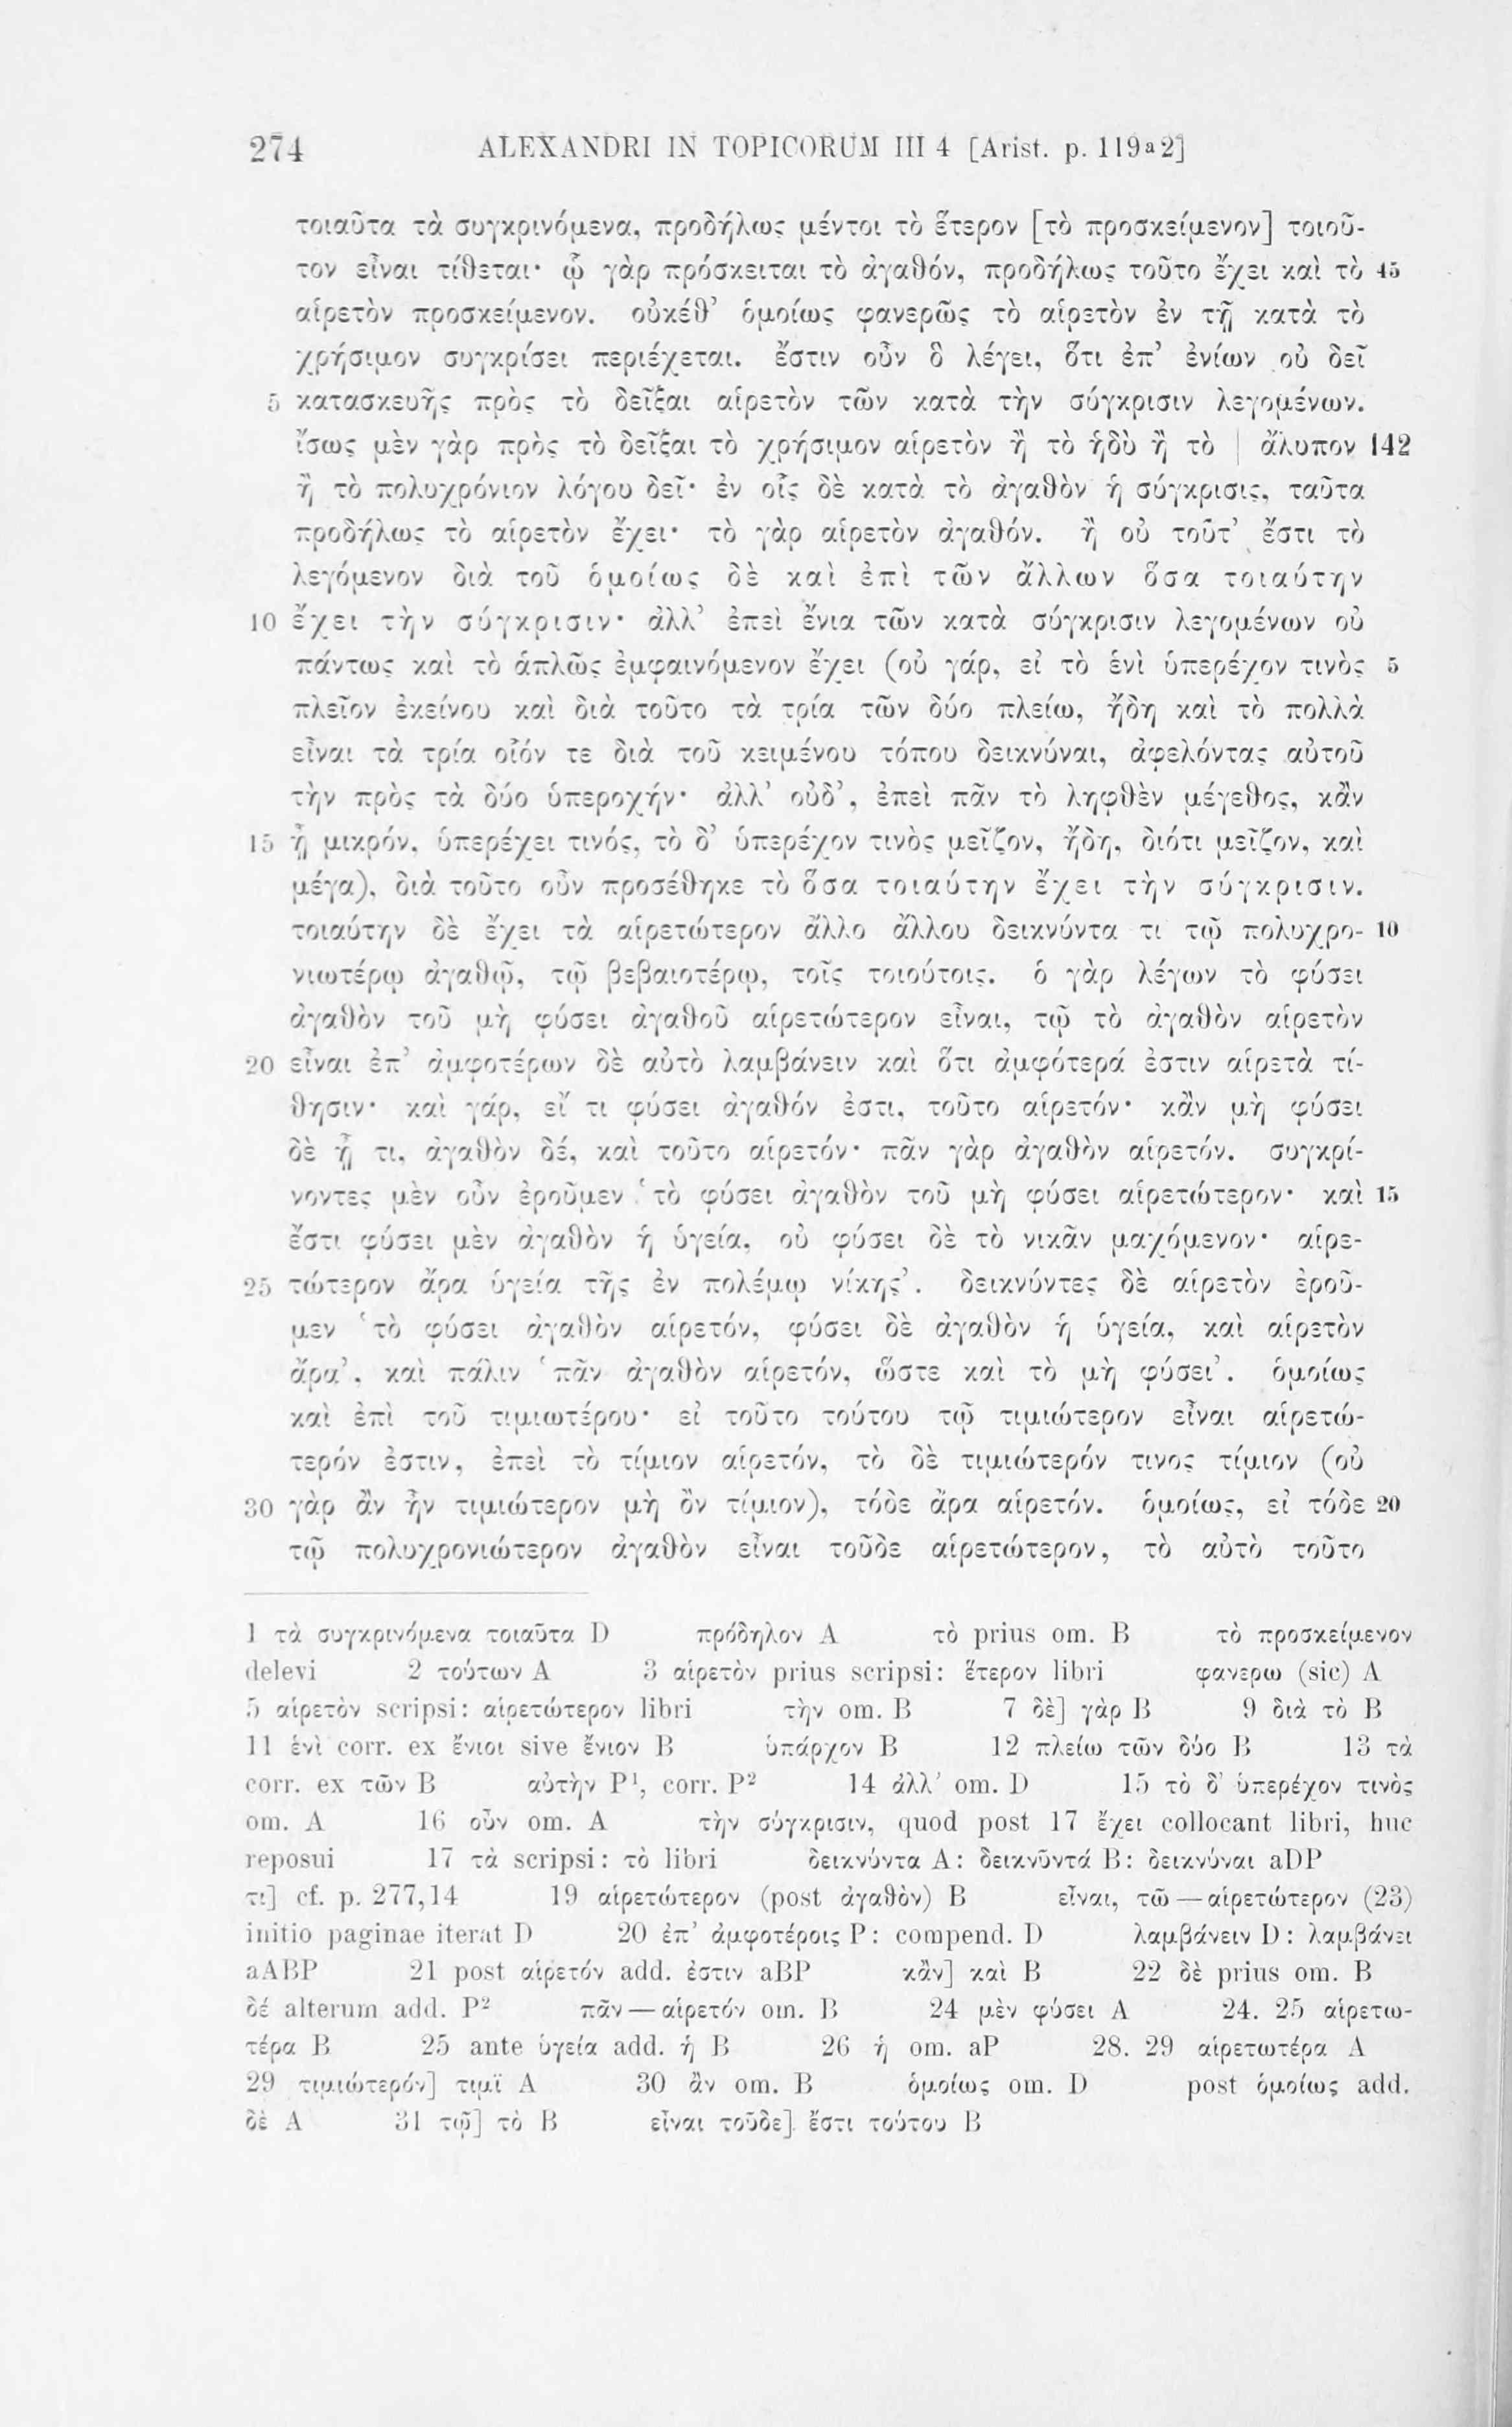 274 ALEXANDRI IN TOPICORUM III 4 [Arist. p. 119a2]
τοιαῦτα τὰ συγκρινόμενα, προδήλως μέντοι τὸ ἕτερον [τὸ προσκείμενον] τοιοῦ-
τον εἶναι τίθεται· ᾧ γὰρ πρόσκειται τὸ ἀγαθόν, προδήλως τοῦτο ἔχει καὶ τὸ 45
αἱρετὸν προσκείμενον. οὐκέθ’ ὁμοίως φανερῶς τὸ αἱρετὸν ἐν τῇ κατὰ τὸ
χρήσιμον συγκρίσει περιέχεται. ἔστιν οὖν ὃ λέγει, ὅτι ἐπ’ ἐνίων οὐ δεῖ
5 κατασκευῆς πρὸς τὸ δεῖξαι αἱρετὸν τῶν κατὰ τὴν σύγκρισιν λεγομένων.
ἴσως μὲν γὰρ πρὸς τὸ δεῖξαι τὸ χρήσιμον αἱρετὸν ἢ τὸ ἡδὺ ἢ τὸ | ἄλυπον 142
ἢ τὸ πολυχρόνιον λόγου δεῖ· ἐν οἷς δὲ κατὰ τὸ ἀγαθὸν ἡ σύγκρισις, ταῦτα
προδήλως τὸ αἱρετὸν ἔχει· τὸ γὰρ αἱρετὸν ἀγαθόν. ἢ οὐ τοῦτ’ ἔστι τὸ
λεγόμενον διὰ τοῦ ὁμοίως δὲ καὶ ἐπὶ τῶν ἄλλων ὅσα τοιαύτην
10 ἔχει τὴν σύγκρισιν· ἀλλ’ ἐπεὶ ἔνια τῶν κατὰ σύγκρισιν λεγομένων οὐ
πάντως καὶ τὸ ἁπλῶς ἐμφαινόμενον ἔχει (οὐ γάρ, εἰ τὸ ἑνὶ ὑπερέχον τινὸς 5
πλεῖον ἐκείνου καὶ διὰ τοῦτο τὰ τρία τῶν δύο πλείω, ἤδη καὶ τὸ πολλὰ
εἶναι τὰ τρία οἷόν τε διὰ τοῦ κειμένου τόπου δεικνύναι, ἀφελόντας αὐτοῦ
τὴν πρὸς τὰ δύο ὑπεροχήν· ἀλλ’ οὐδ’, ἐπεὶ πᾶν τὸ ληφθὲν μέγεθος, κἂν
15 ᾖ μικρόν, ὑπερέχει τινός, τὸ δ’ ὑπερέχον τινὸς μεῖζον, ἤδη, διότι μεῖζον, καὶ
μέγα), διὰ τοῦτο οὖν προσέθηκε τὸ ὅσα τοιαύτην ἔχει τὴν σύγκρισιν.
τοιαύτην δὲ ἔχει τὰ αἱρετώτερον ἄλλο ἄλλου δεικνύντα τι τῷ πολυχρο- 10
νιωτέρῳ ἀγαθῷ, τῷ βεβαιοτέρῳ, τοῖς τοιούτοις. ὁ γὰρ λέγων τὸ φύσει
ἀγαθὸν τοῦ μὴ φύσει ἀγαθοῦ αἱρετώτερον εἶναι, τῷ τὸ ἀγαθὸν αἱρετὸν
20 εἶναι ἐπ’ ἀμφοτέρων δὲ αὐτὸ λαμβάνειν καὶ ὅτι ἀμφότερά ἐστιν αἱρετὰ τί-
θησιν· καὶ γάρ, εἴ τι φύσει ἀγαθόν ἐστι, τοῦτο αἱρετόν· κἂν μὴ φύσει
δὲ ᾖ τι, ἀγαθὸν δέ, καὶ τοῦτο αἱρετόν· πᾶν γὰρ ἀγαθὸν αἱρετόν. συγκρί-
νοντες μὲν οὖν ἐροῦμεν ‘τὸ φύσει ἀγαθὸν τοῦ μὴ φύσει αἱρετώτερον· καὶ 15
ἔστι φύσει μὲν ἀγαθὸν ἡ ὑγεία, οὐ φύσει δὲ τὸ νικᾶν μαχόμενον· αἱρε-
25 τώτερον ἄρα ὑγεία τῆς ἐν πολέμῳ νίκης’. δεικνύντες δὲ αἱρετὸν ἐροῦ-
μεν ‘τὸ φύσει ἀγαθὸν αἱρετόν, φύσει δὲ ἀγαθὸν ἡ ὑγεία, καὶ αἱρετὸν
ἄρα’, καὶ πάλιν ‘πᾶν ἀγαθὸν αἱρετόν, ὥστε καὶ τὸ μὴ φύσει’. ὁμοίως
καὶ ἐπὶ τοῦ τιμιωτέρου· εἰ τοῦτο τούτου τῷ τιμιώτερον εἶναι αἱρετώ-
τερόν ἐστιν, ἐπεὶ τὸ τίμιον αἱρετόν, τὸ δὲ τιμιώτερόν τινος τίμιον (οὐ
30 γὰρ ἂν ἦν τιμιώτερον μὴ ὂν τίμιον), τόδε ἄρα αἱρετόν. ὁμοίως, εἰ τόδε 20
τῷ πολυχρονιώτερον ἀγαθὸν εἶναι τοῦδε αἱρετώτερον, τὸ αὐτὸ τοῦτο
1 τὰ συγκρινόμενα τοιαῦτα D πρόδηλον A τὸ prius om. B τὸ προσκείμενον
delevi 2 τούτων A 3 αἱρετὸν prius scripsi: ἕτερον libri φανερω (sic) A
5 αἱρετὸν scripsi: αἱρετώτερον libri τὴν om. B 7 δὲ] γὰρ B 9 διὰ τὸ B
11 ἑνὶ corr. ex ἔνιοι sive ἔνιον B ὑπάρχον B 12 πλείω τῶν δύο B 13 τὰ
corr. ex τῶν B αὐτὴν P¹, corr. P² 14 ἀλλ’ om. D 15 τὸ δ’ ὑπερέχον τινὸς
om. A 16 οὖν om. A τὴν σύγκρισιν, quod post 17 ἔχει collocant libri, huc
reposui 17 τὰ scripsi: τὸ libri δεικνύντα A: δεικνῦντά B: δεικνύναι aDP
τι] cf. p. 277,14 19 αἱρετώτερον (post ἀγαθὸν) B εἶναι, τῶ — αἱρετώτερον (23)
initio paginae iterat D 20 ἐπ’ ἀμφοτέροις P: compend. D λαμβάνειν D: λαμβάνει
aABP 21 post αἱρετόν add. ἐστιν aBP κἂν] καὶ B 22 δὲ prius om. B
δέ alterum add. P² πᾶν — αἱρετόν om. B 24 μὲν φύσει A 24. 25 αἱρετω-
τέρα B 25 ante ὑγεία add. ἡ B 26 ἡ om. aP 28. 29 αἱρετωτέρα A
29 τιμιώτερόν] τιμϊ A 30 ἂν om. B ὁμοίως om. D post ὁμοίως add.
δὲ A 31 τῷ] τὸ B εἶναι τοῦδε] ἔστι τούτου B